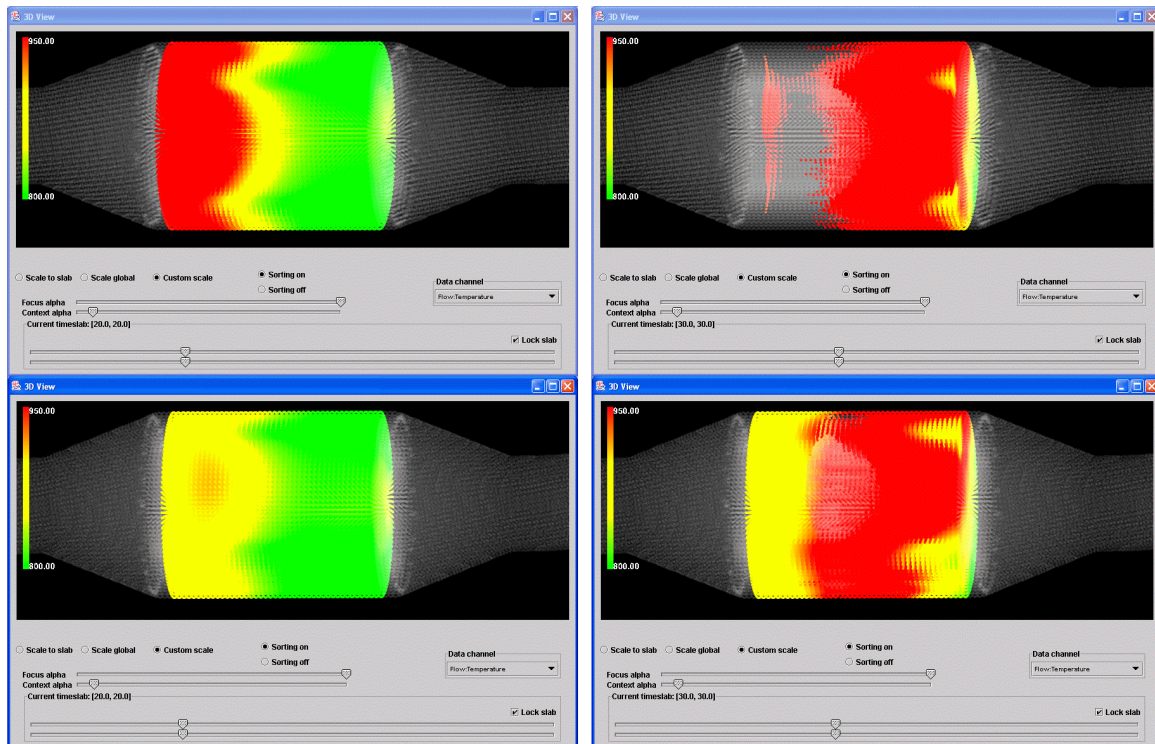 3D View
950.00
800.00
Scale to slab Scale global Custom scale Sorting on
Sorting off
Data channel
Flow:Temperature
Focus alpha
Context alpha
Current timeslab: [20.0, 20.0]
Lock slab
3D View
950.00
800.00
Scale to slab Scale global Custom scale Sorting on
Sorting off
Data channel
Flow:Temperature
Focus alpha
Context alpha
Current timeslab: [30.0, 30.0]
Lock slab
3D View
950.00
800.00
Scale to slab Scale global Custom scale Sorting on
Sorting off
Data channel
Flow:Temperature
Focus alpha
Context alpha
Current timeslab: [20.0, 20.0]
Lock slab
3D View
950.00
800.00
Scale to slab Scale global Custom scale Sorting on
Sorting off
Data channel
Flow:Temperature
Focus alpha
Context alpha
Current timeslab: [30.0, 30.0]
Lock slab